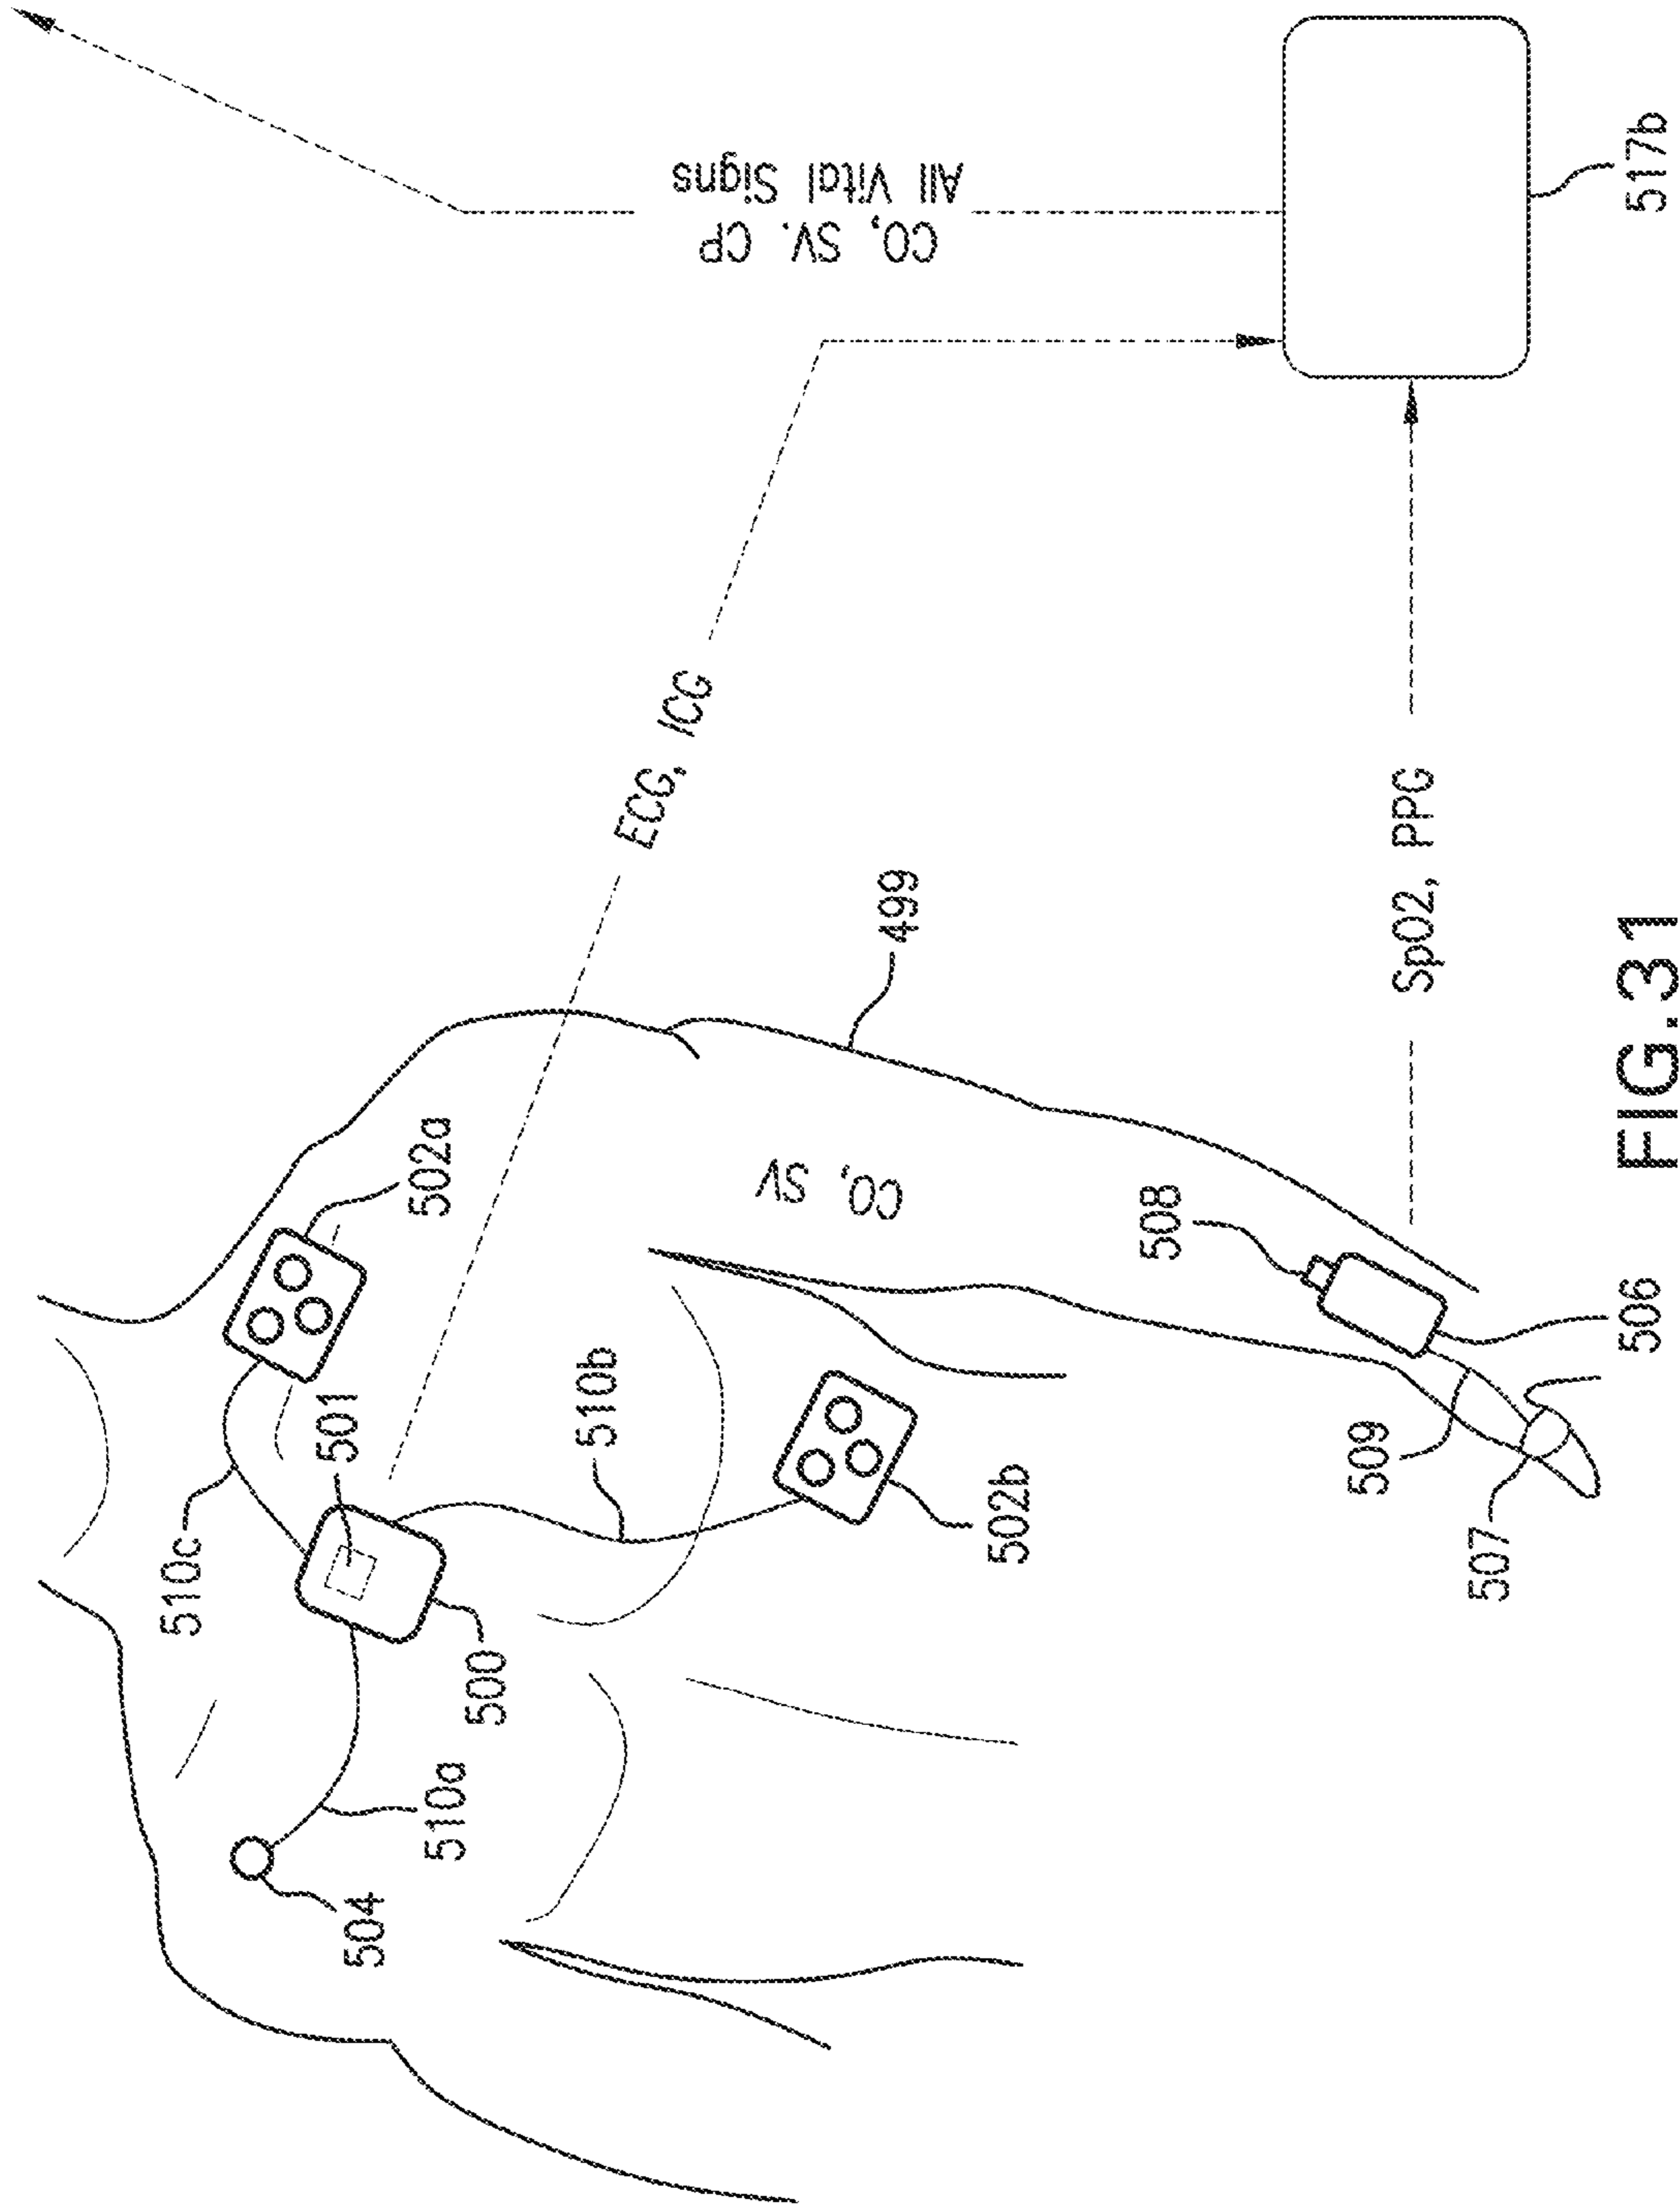 510c
502a
501
504
510a
500
510b
502b
ECG, ICG
CO, SV
499
508
509
507
506
SpO2, PPG
CO, SV. CP
All Vital Signs
517b
FIG.31